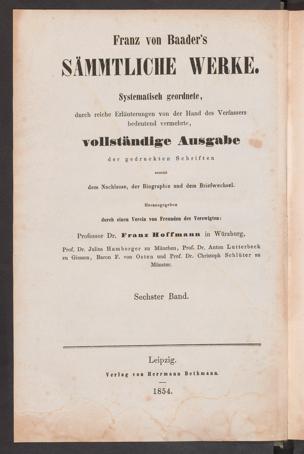 Franz von Baader's
SÄMMTLICHE WERKE.
Systematisch geordnete,
durch reiche Erläuterungen von der Hand des Verfassers
bedeutend vermehrte,
vollständige Ausgabe
der gedruckten Schriften
sammt
dem Nachlasse, der Biographie und dem Briefwechsel.
Herausgegeben
durch einen Verein von Freunden des Verewigten:
Professor Dr. Franz Hoffmann in Würzburg,
Prof. Dr. Julius Hamberger zu München, Prof. Dr. Anton Lutterbeck
zu Giessen, Baron F. von Osten und Prof. Dr. Christoph Schlüter zu
Münster.
Sechster Band.
Leipzig.
Verlag von Herrmann Bethmann.
1854.